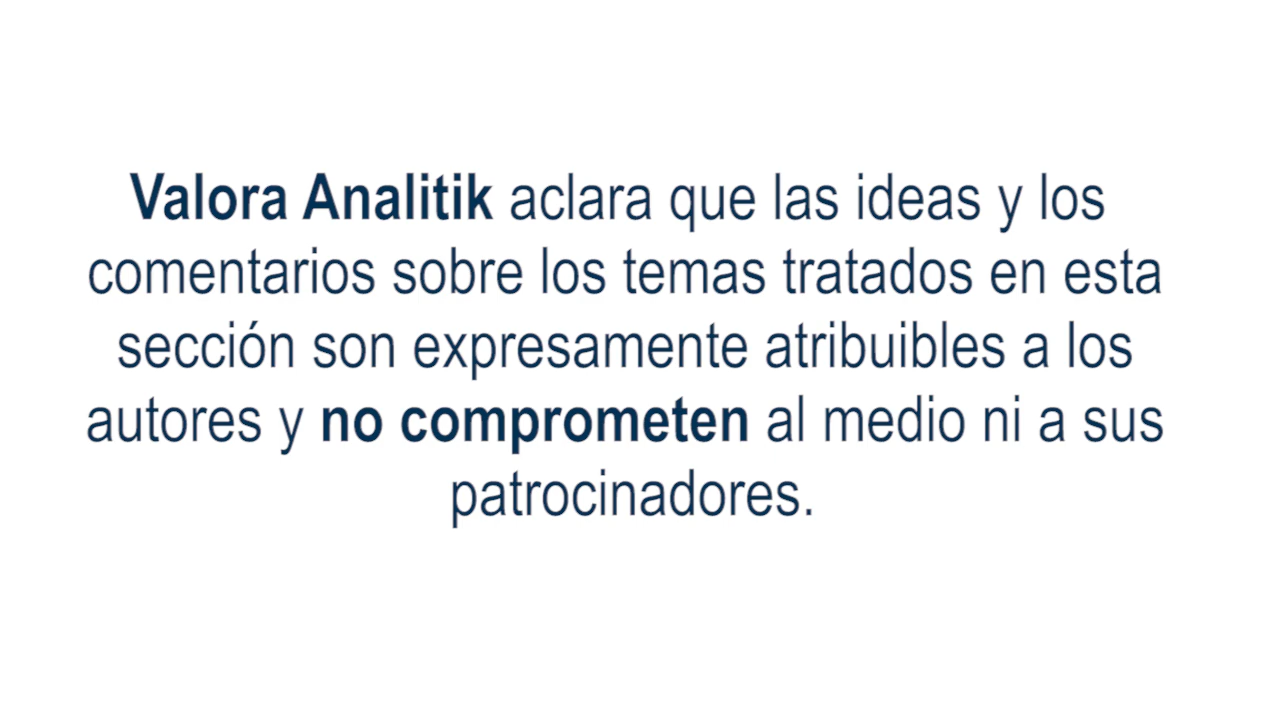 Valora Analitik aclara que las ideas y los
comentarios sobre los temas tratados en esta
sección son expresamente atribuibles a los
autores y no comprometen al medio ni a sus
patrocinadores.